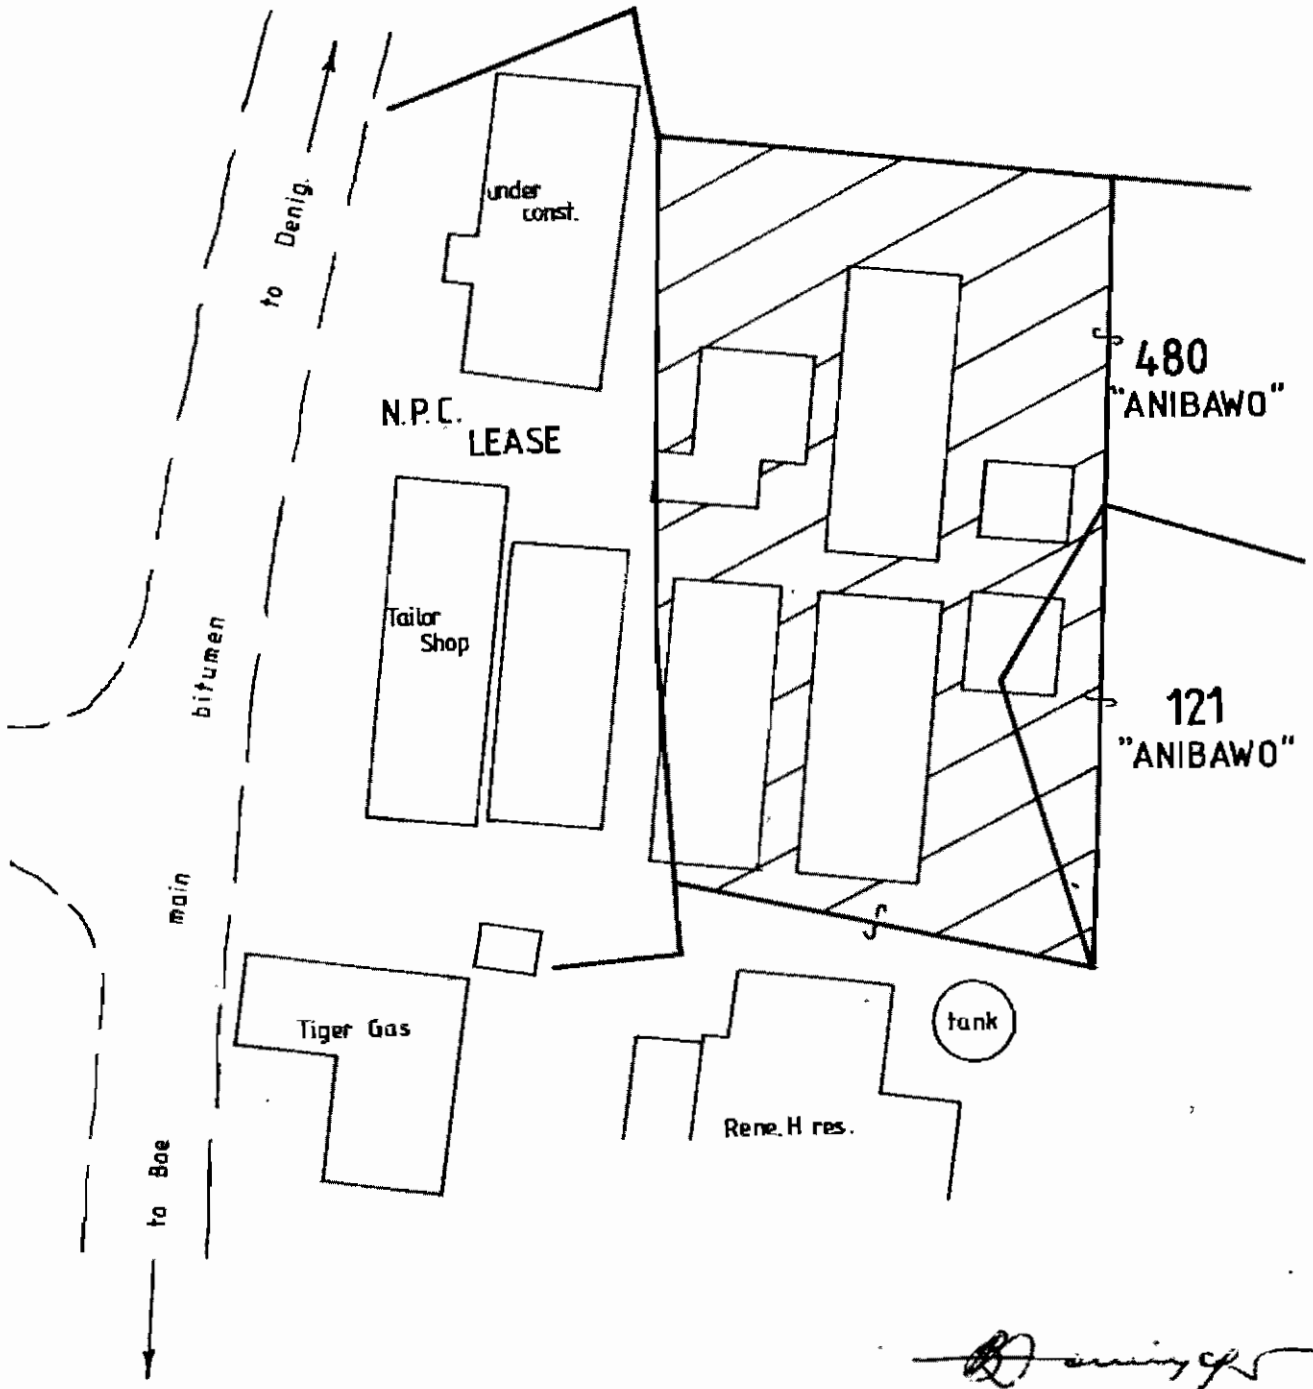 to Denig.
under
const.
480
"ANIBAWO"
N.P.C.
LEASE
Tailor
Shop
bitumen
121
"ANIBAWO"
main
Tiger Gas
tank
Rene. H res.
to Boe